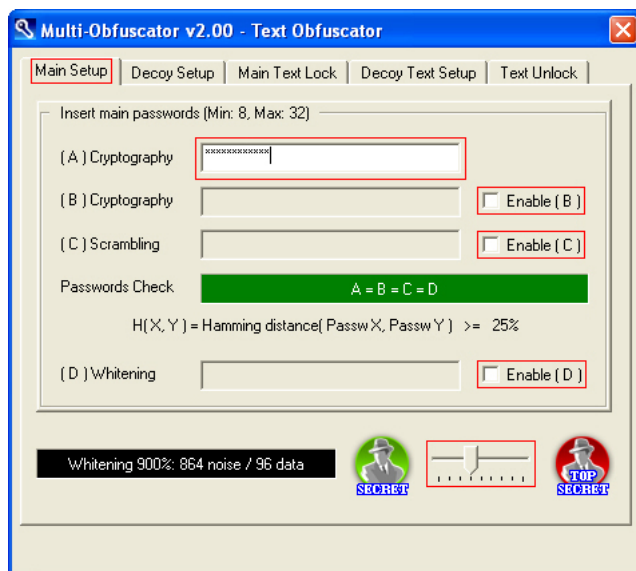 Multi-Obfuscator v2.00 - Text Obfuscator
Main Setup Decoy Setup Main Text Lock Decoy Text Setup Text Unlock
Insert main passwords (Min: 8, Max: 32)
(A) Cryptography ************
(B) Cryptography Enable (B)
(C) Scrambling Enable (C)
Passwords Check A = B = C = D
H( X, Y ) = Hamming distance( Passw X, Passw Y ) >= 25%
(D) Whitening Enable (D)
Whitening 900%: 864 noise / 96 data
SECRET
TOP
SECRET